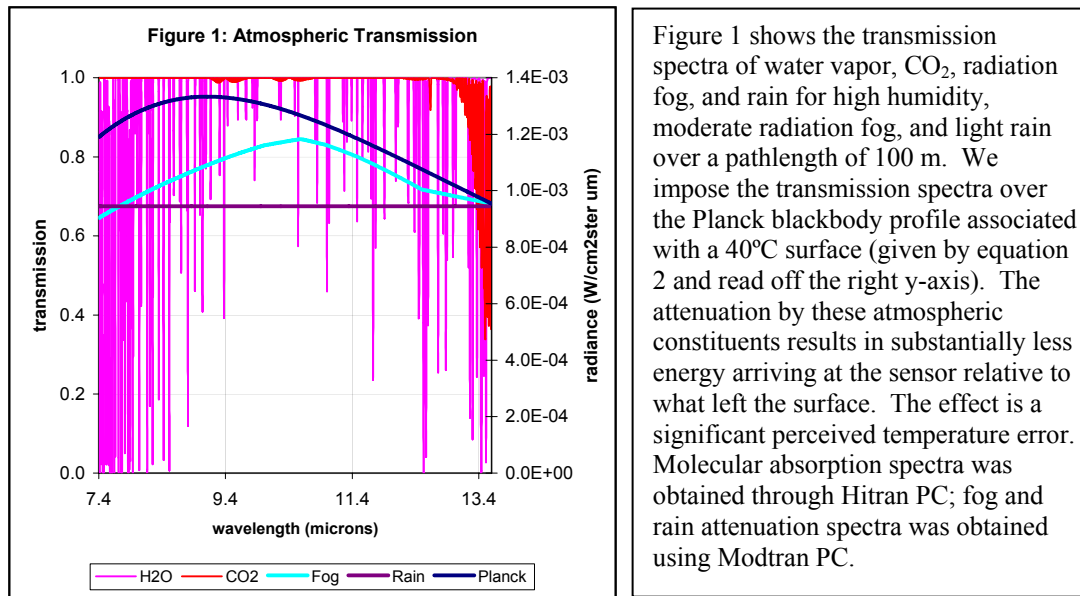 Figure 1: Atmospheric Transmission
1.0
0.8
0.6
0.4
0.2
0.0
transmission
1.4E-03
1.2E-03
1.0E-03
8.0E-04
6.0E-04
4.0E-04
2.0E-04
0.0E+00
radiance (W/cm2ster um)
7.4
9.4
11.4
13.4
wavelength (microns)
H2O
CO2
Fog
Rain
Planck
Figure 1 shows the transmission
spectra of water vapor, CO₂, radiation
fog, and rain for high humidity,
moderate radiation fog, and light rain
over a pathlength of 100 m. We
impose the transmission spectra over
the Planck blackbody profile associated
with a 40ºC surface (given by equation
2 and read off the right y-axis). The
attenuation by these atmospheric
constituents results in substantially less
energy arriving at the sensor relative to
what left the surface. The effect is a
significant perceived temperature error.
Molecular absorption spectra was
obtained through Hitran PC; fog and
rain attenuation spectra was obtained
using Modtran PC.